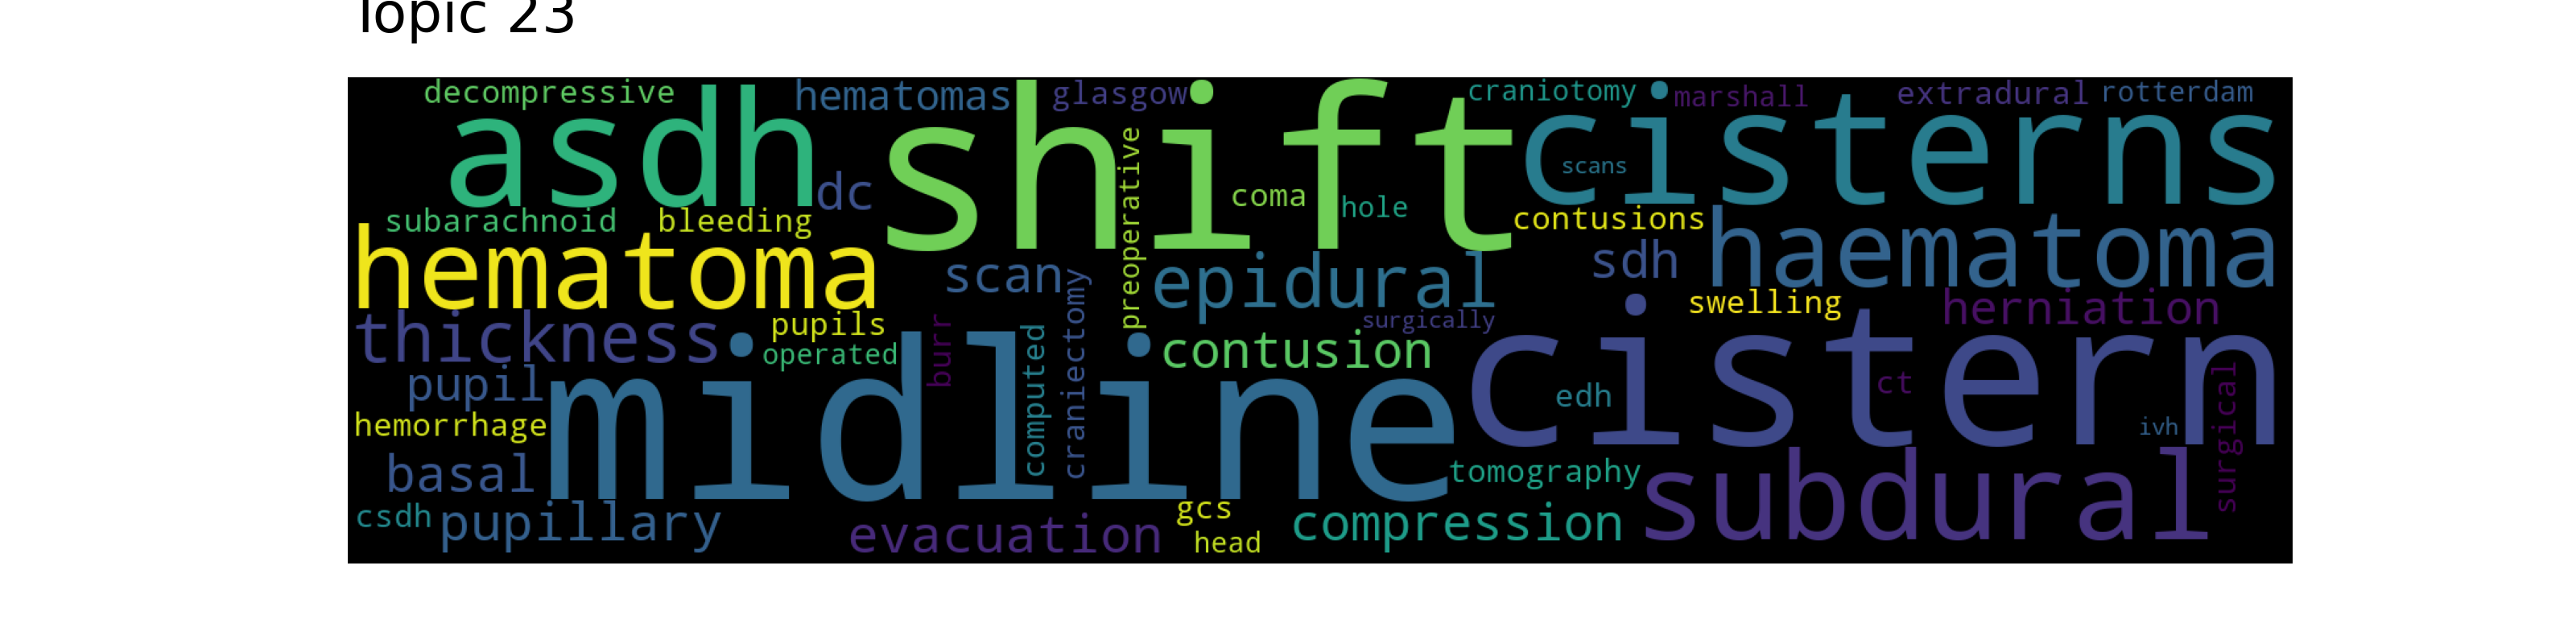 Topic 23
decompressive
hematomas
glasgow
craniotomy
marshall
extradural
rotterdam
asdh
shift
cisterns
scans
dc
preoperative
coma
hole
subarachnoid
bleeding
contusions
hematoma
scany
epidural
sdh
haematoma
thickness
pupils
operated
burr
computed
craniectomy
surgically
contusion
swelling
herniation
pupil
midline
cistern
edh
ct
ivh
surgical
hemorrhage
basal
tomography
subdural
csdh
pupillary
evacuation
gcs
head
compression